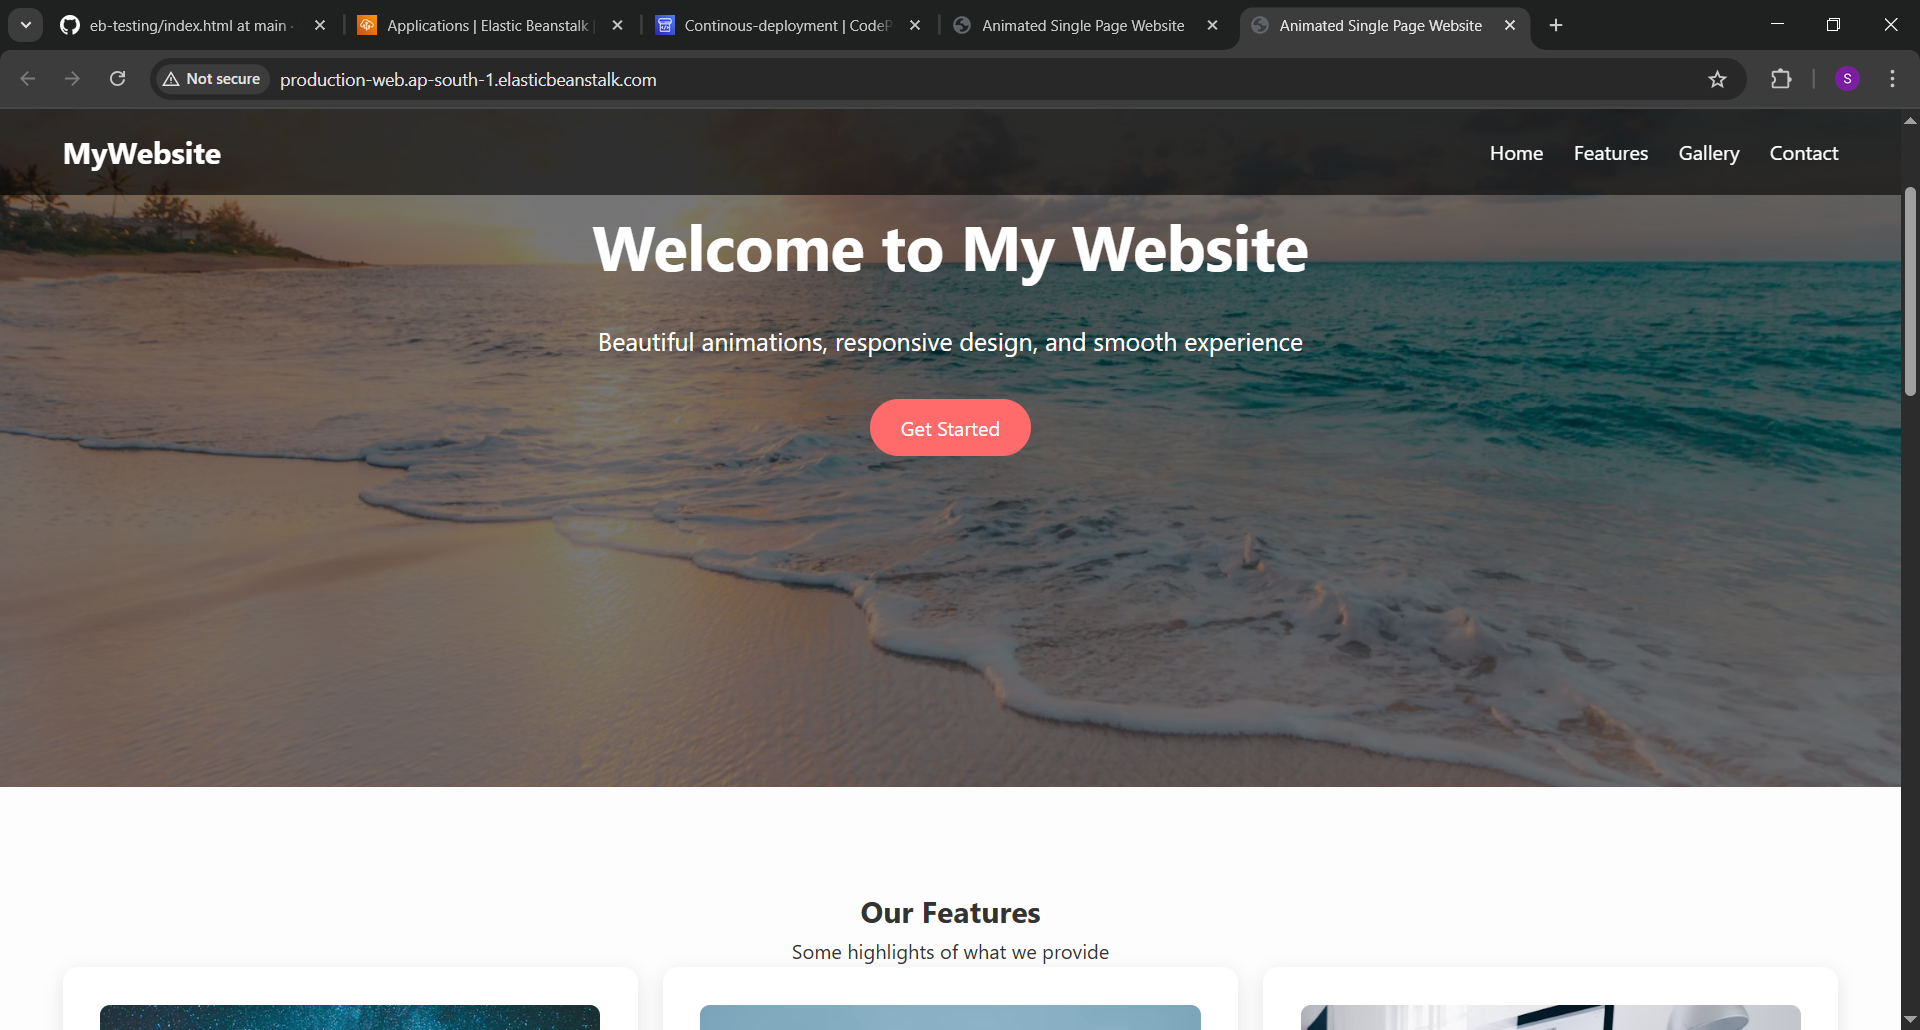 eb-testing/index.html at main
Applications | Elastic Beanstalk |
Continous-deployment | CodeP
Animated Single Page Website
Animated Single Page Website
Not secure
production-web.ap-south-1.elasticbeanstalk.com
S
MyWebsite
Home Features Gallery Contact
Welcome to My Website
Beautiful animations, responsive design, and smooth experience
Get Started
Our Features
Some highlights of what we provide